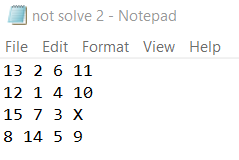 not solve 2 - Notepad
File Edit Format View Help
13 2 6 11
12 1 4 10
15 7 3 X
8 14 5 9